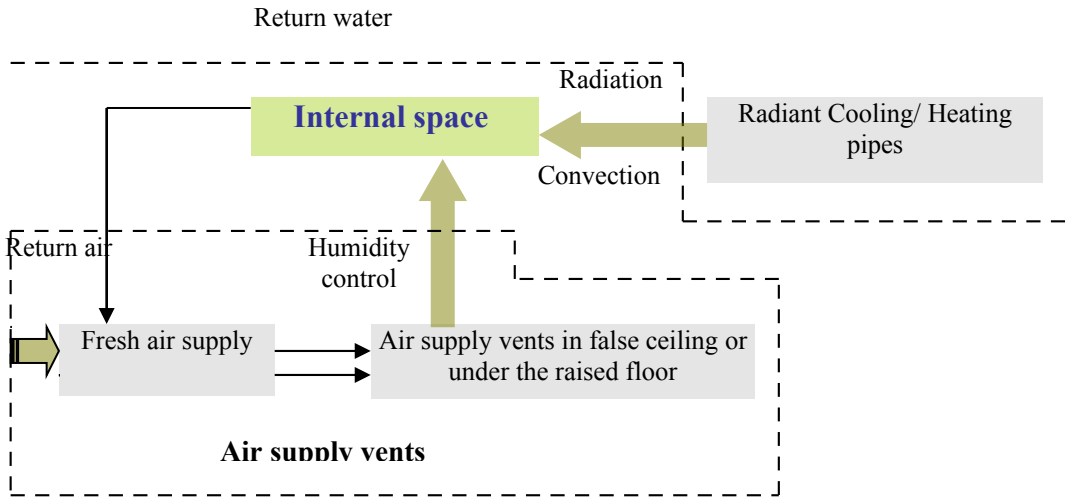 Return water
Radiation
Internal space
Radiant Cooling/ Heating
pipes
Convection
Return air
Humidity
control
Fresh air supply
Air supply vents in false ceiling or
under the raised floor
Air supply vents